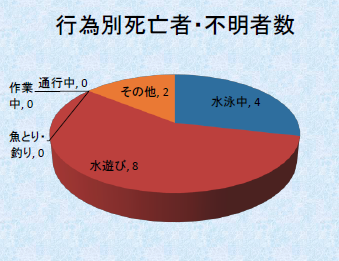 行為別死亡者・不明者数
通行中, 0
作業
中, 0
その他, 2
水泳中, 4
魚とり・
釣り, 0
水遊び, 8